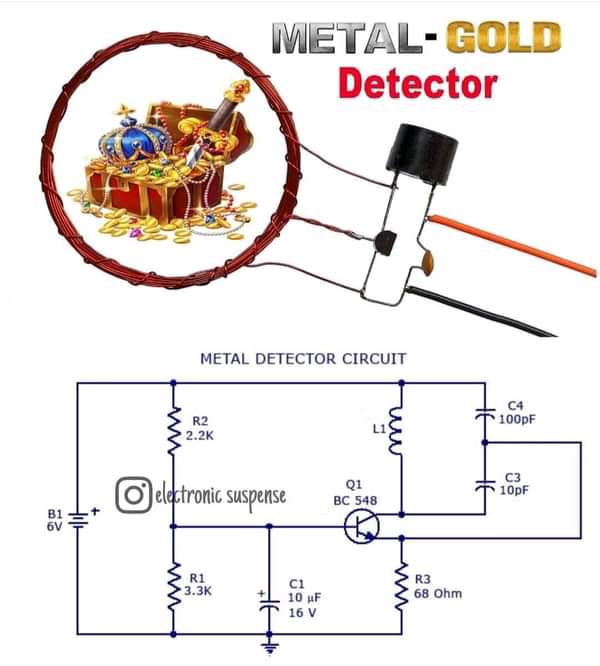 METAL-GOLD
Detector
METAL DETECTOR CIRCUIT
C4
100pF
R2
2.2K
L1
C3
10pF
Q1
BC 548
electronic suspense
B1
6V
+
R1
3.3K
C1
10 µF
16 V
+
R3
68 Ohm